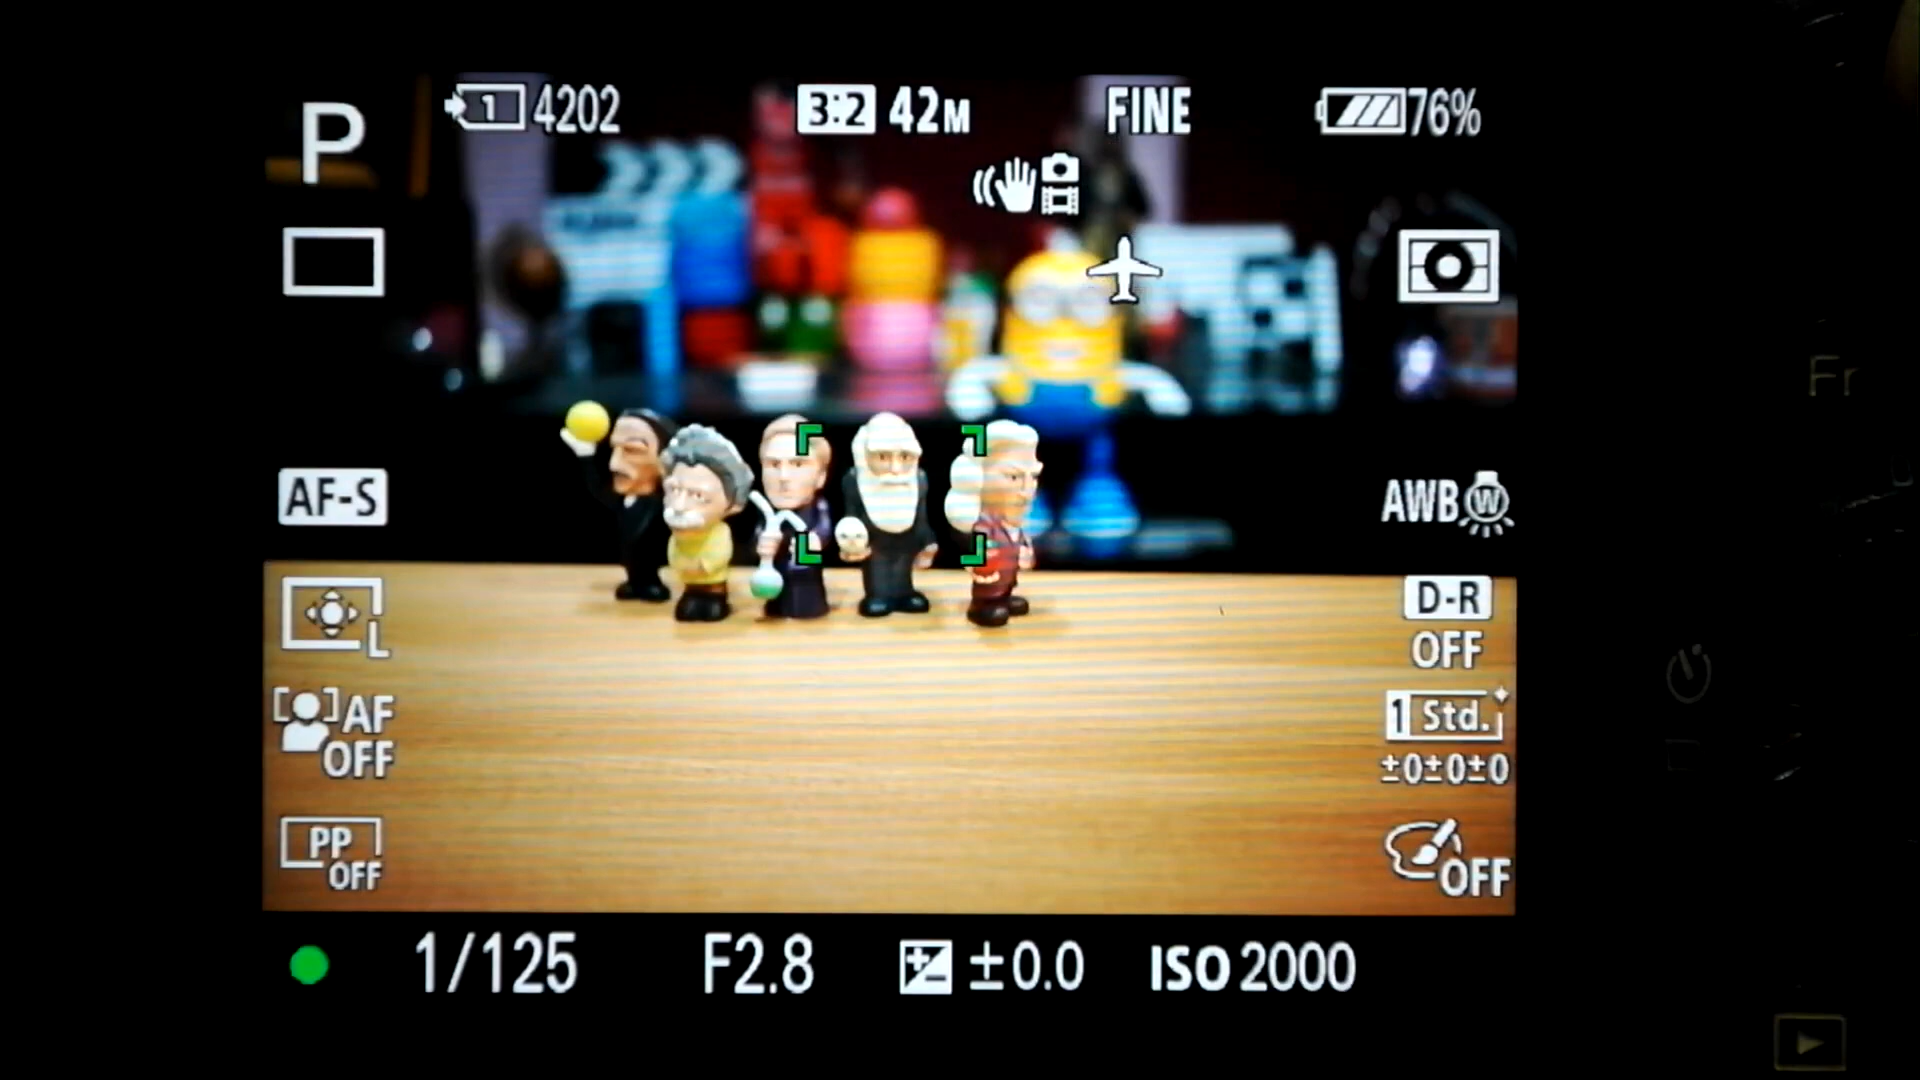 P
1 4202
3:2 42M
FINE
76%
AF-S
AWB W
L
D-R
OFF
AF
OFF
1 Std.
±0±0±0
PP
OFF
OFF
1/125
F2.8
±0.0
ISO 2000
Fr